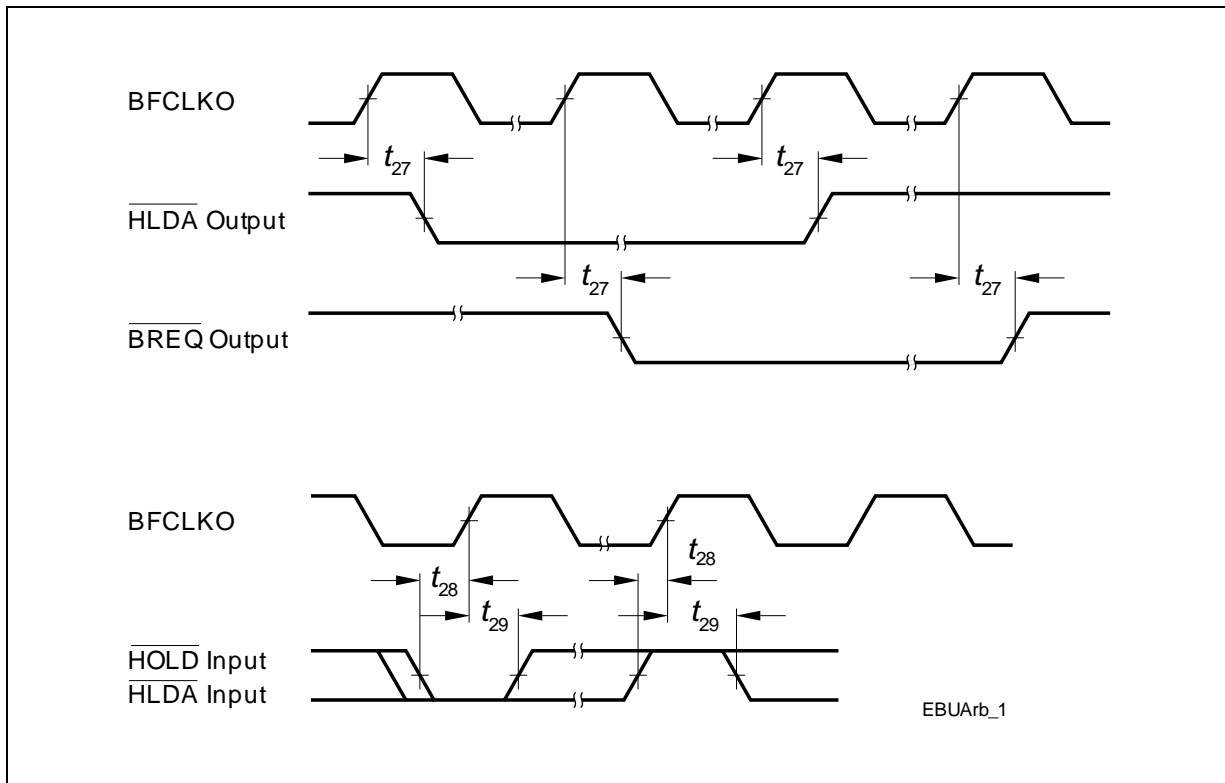 BFCLKO
t27 t27
HLDA Output
t27 t27
BREQ Output
BFCLKO
t28
t28
t29 t29
HOLD Input
HLDA Input
EBUArb_1